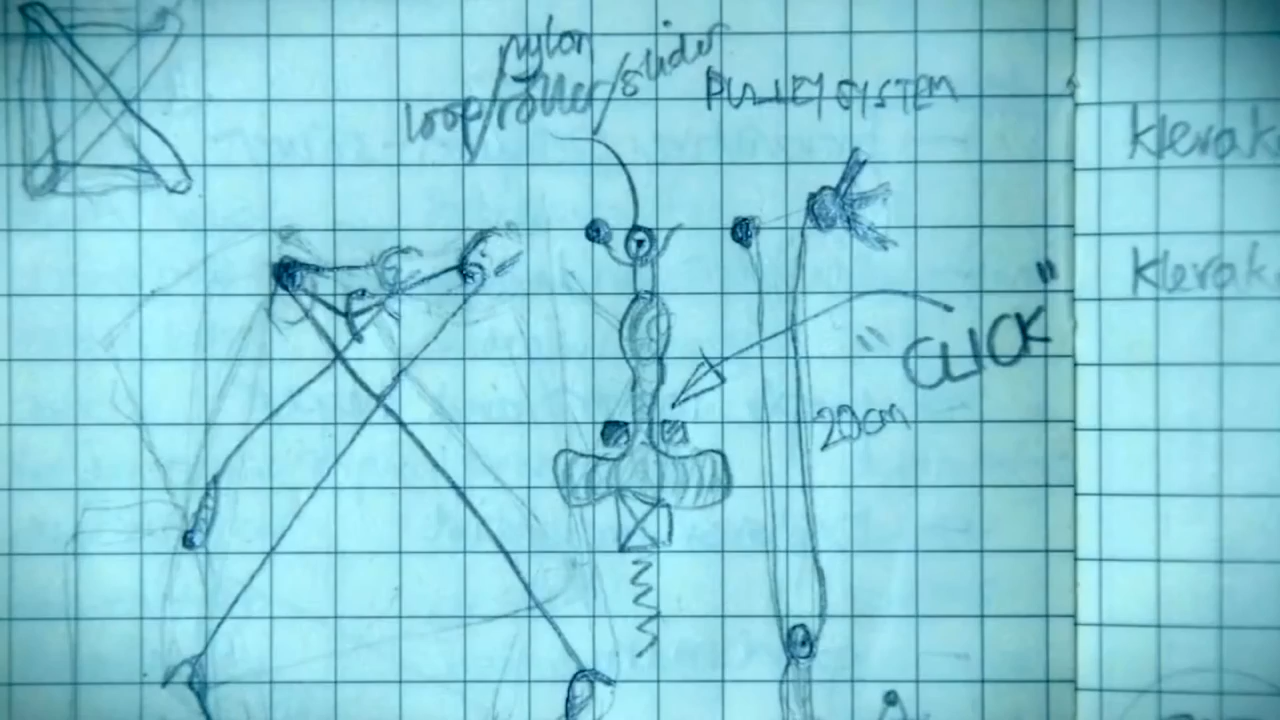 nylon
loop/roller/slider
PULLEY SYSTEM
klerak
klerak
"CLICK"
20cm